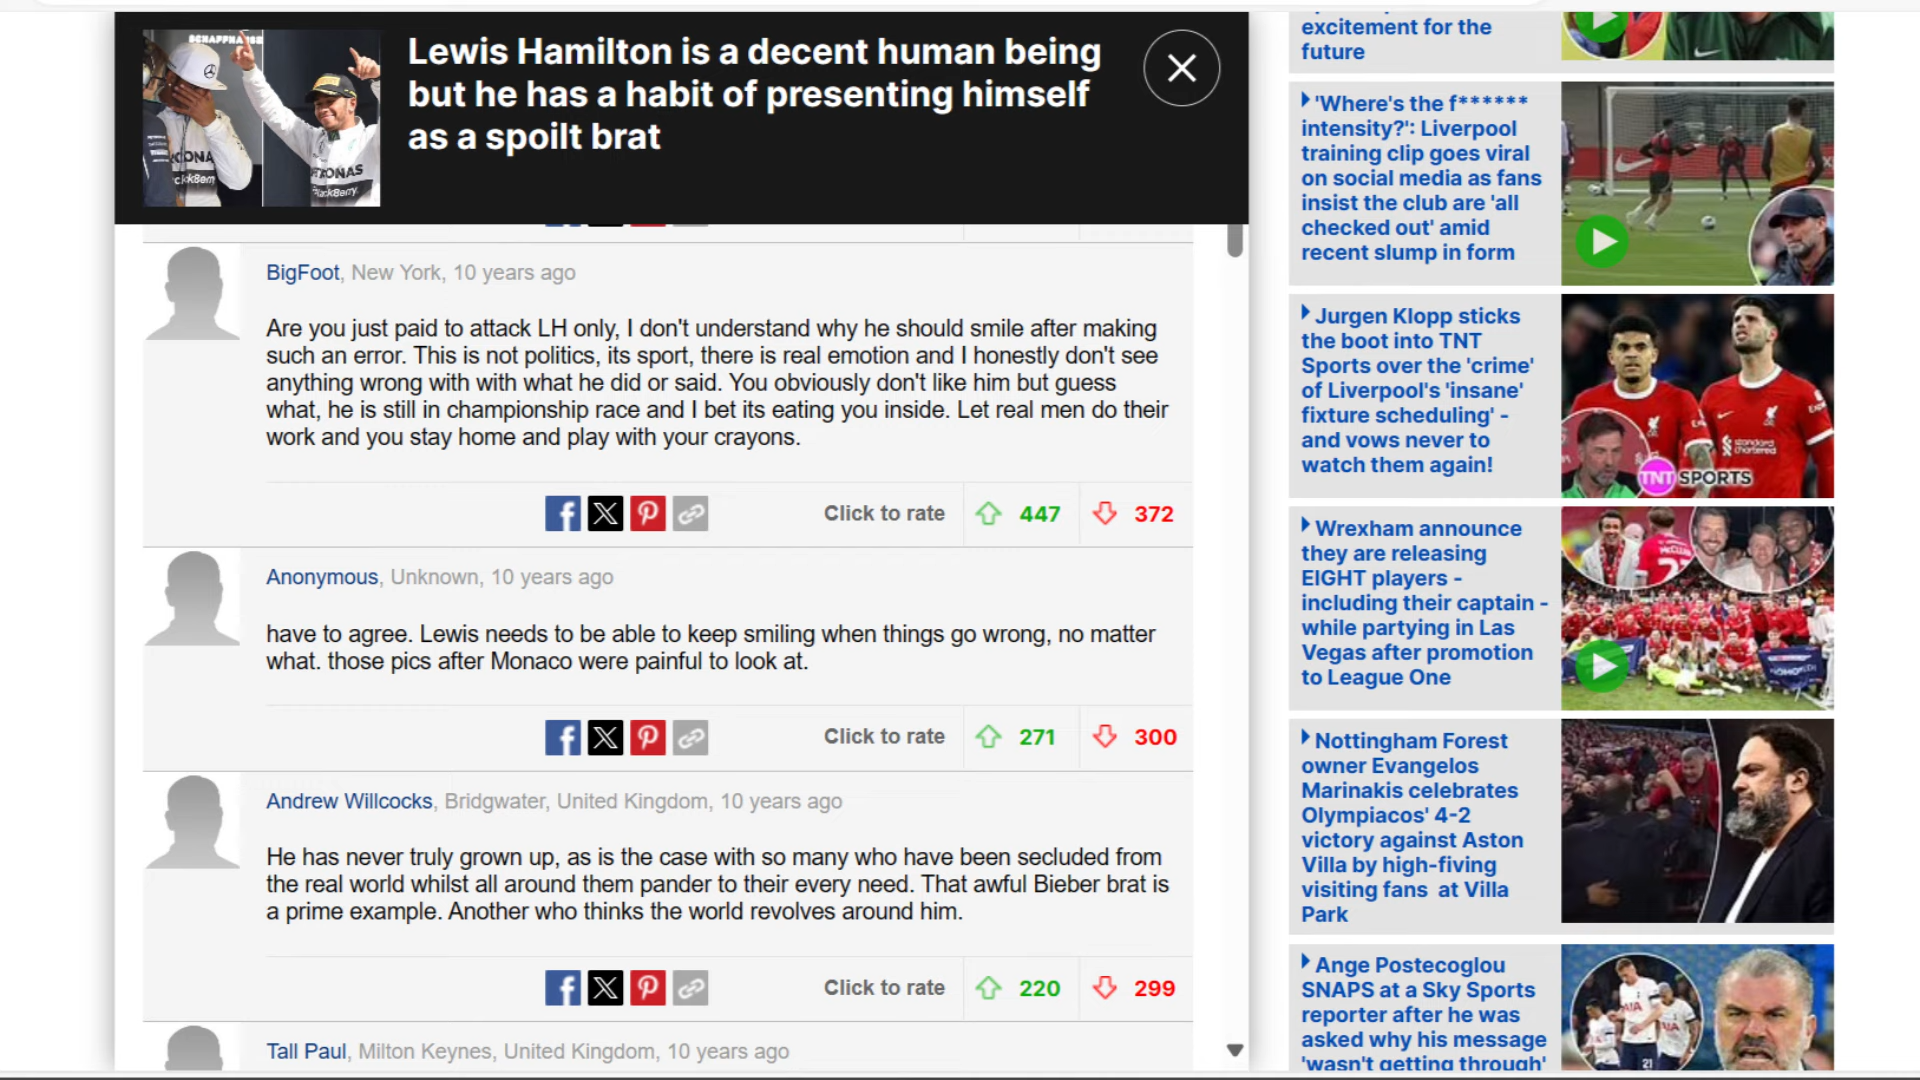 SCHAPPHAUSE
Lewis Hamilton is a decent human being
but he has a habit of presenting himself
as a spoilt brat
BigFoot, New York, 10 years ago
Are you just paid to attack LH only, I don't understand why he should smile after making
such an error. This is not politics, its sport, there is real emotion and I honestly don't see
anything wrong with with what he did or said. You obviously don't like him but guess
what, he is still in championship race and I bet its eating you inside. Let real men do their
work and you stay home and play with your crayons.
Click to rate 447 372
Anonymous, Unknown, 10 years ago
have to agree. Lewis needs to be able to keep smiling when things go wrong, no matter
what. those pics after Monaco were painful to look at.
Click to rate 271 300
Andrew Willcocks, Bridgwater, United Kingdom, 10 years ago
He has never truly grown up, as is the case with so many who have been secluded from
the real world whilst all around them pander to their every need. That awful Bieber brat is
a prime example. Another who thinks the world revolves around him.
Click to rate 220 299
Tall Paul, Milton Keynes, United Kingdom, 10 years ago
excitement for the
future
'Where's the f******
intensity?': Liverpool
training clip goes viral
on social media as fans
insist the club are 'all
checked out' amid
recent slump in form
Jurgen Klopp sticks
the boot into TNT
Sports over the 'crime'
of Liverpool's 'insane'
fixture scheduling' -
and vows never to
watch them again!
standard
chartered
TNT SPORTS
Wrexham announce
they are releasing
EIGHT players -
including their captain -
while partying in Las
Vegas after promotion
to League One
Nottingham Forest
owner Evangelos
Marinakis celebrates
Olympiacos' 4-2
victory against Aston
Villa by high-fiving
visiting fans at Villa
Park
Ange Postecoglou
SNAPS at a Sky Sports
reporter after he was
asked why his message
'wasn't getting through'
AIA
21